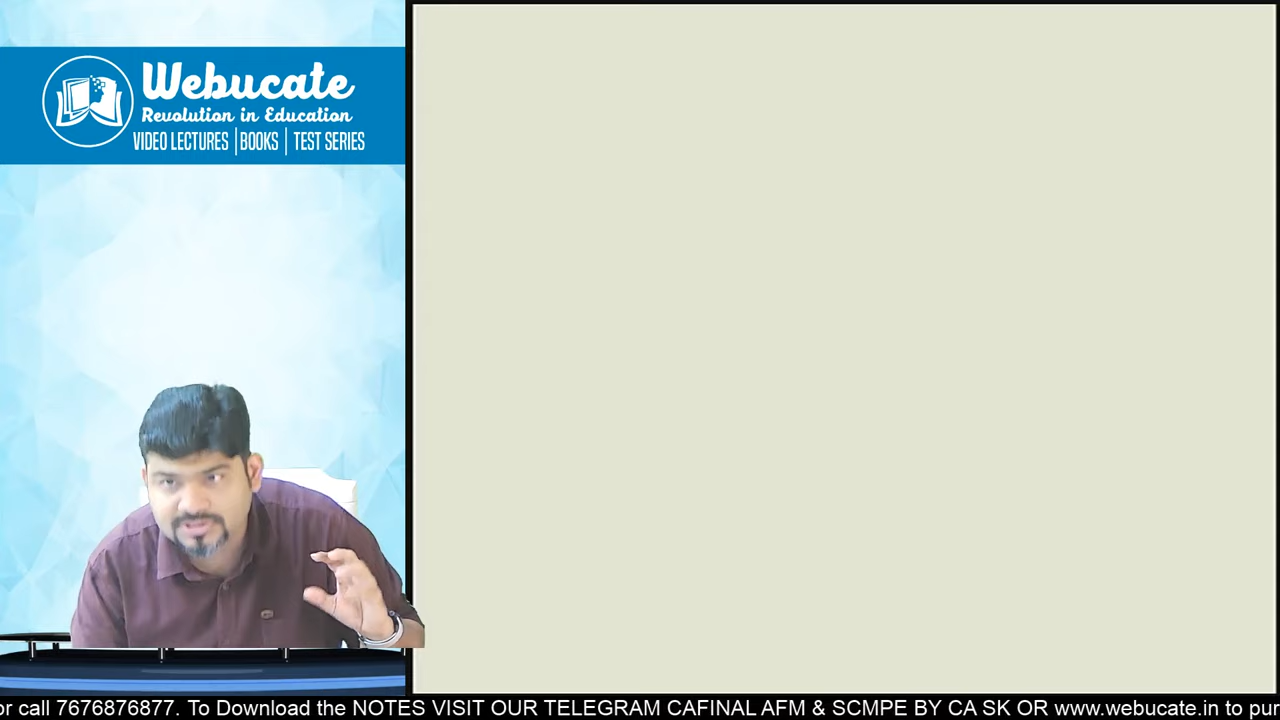 Webucate
Revolution in Education
VIDEO LECTURES | BOOKS | TEST SERIES
or call 7676876877. To Download the NOTES VISIT OUR TELEGRAM CAFINAL AFM & SCMPE BY CA SK OR www.webucate.in to pur